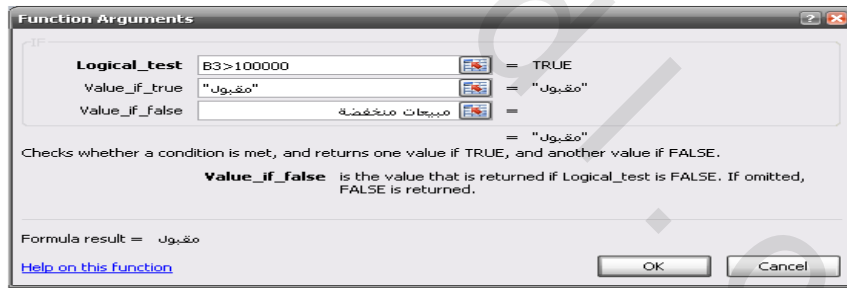 Function Arguments
IF
Logical_test B3>100000 = TRUE
Value_if_true "مقبول" = "مقبول"
Value_if_false مبيعات منخفضة =
= "مقبول"
Checks whether a condition is met, and returns one value if TRUE, and another value if FALSE.
Value_if_false is the value that is returned if Logical_test is FALSE. If omitted,
FALSE is returned.
Formula result = مقبول
Help on this function OK Cancel